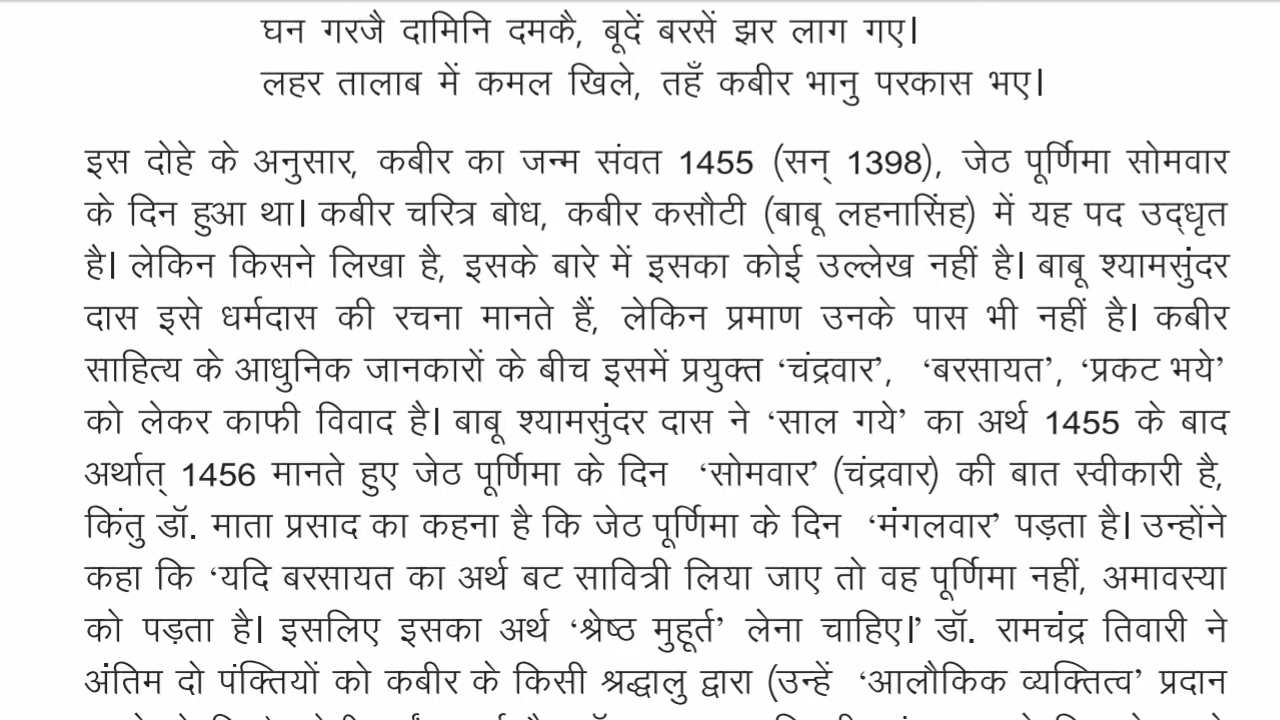 घन गरजै दामिनि दमकै, बूदें बरसें झर लाग गए।
लहर तालाब में कमल खिले, तहँ कबीर भानु परकास भए।
इस दोहे के अनुसार, कबीर का जन्म संवत 1455 (सन् 1398), जेठ पूर्णिमा सोमवार
के दिन हुआ था। कबीर चरित्र बोध, कबीर कसौटी (बाबू लहनासिंह) में यह पद उद्धृत
है। लेकिन किसने लिखा है, इसके बारे में इसका कोई उल्लेख नहीं है। बाबू श्यामसुंदर
दास इसे धर्मदास की रचना मानते हैं, लेकिन प्रमाण उनके पास भी नहीं है। कबीर
साहित्य के आधुनिक जानकारों के बीच इसमें प्रयुक्त ‘चंद्रवार’, ‘बरसायत’, ‘प्रकट भये’
को लेकर काफी विवाद है। बाबू श्यामसुंदर दास ने ‘साल गये’ का अर्थ 1455 के बाद
अर्थात् 1456 मानते हुए जेठ पूर्णिमा के दिन ‘सोमवार’ (चंद्रवार) की बात स्वीकारी है,
किंतु डॉ. माता प्रसाद का कहना है कि जेठ पूर्णिमा के दिन ‘मंगलवार’ पड़ता है। उन्होंने
कहा कि ‘यदि बरसायत का अर्थ बट सावित्री लिया जाए तो वह पूर्णिमा नहीं, अमावस्या
को पड़ता है। इसलिए इसका अर्थ ‘श्रेष्ठ मुहूर्त’ लेना चाहिए।’ डॉ. रामचंद्र तिवारी ने
अंतिम दो पंक्तियों को कबीर के किसी श्रद्धालु द्वारा (उन्हें ‘आलौकिक व्यक्तित्व’ प्रदान